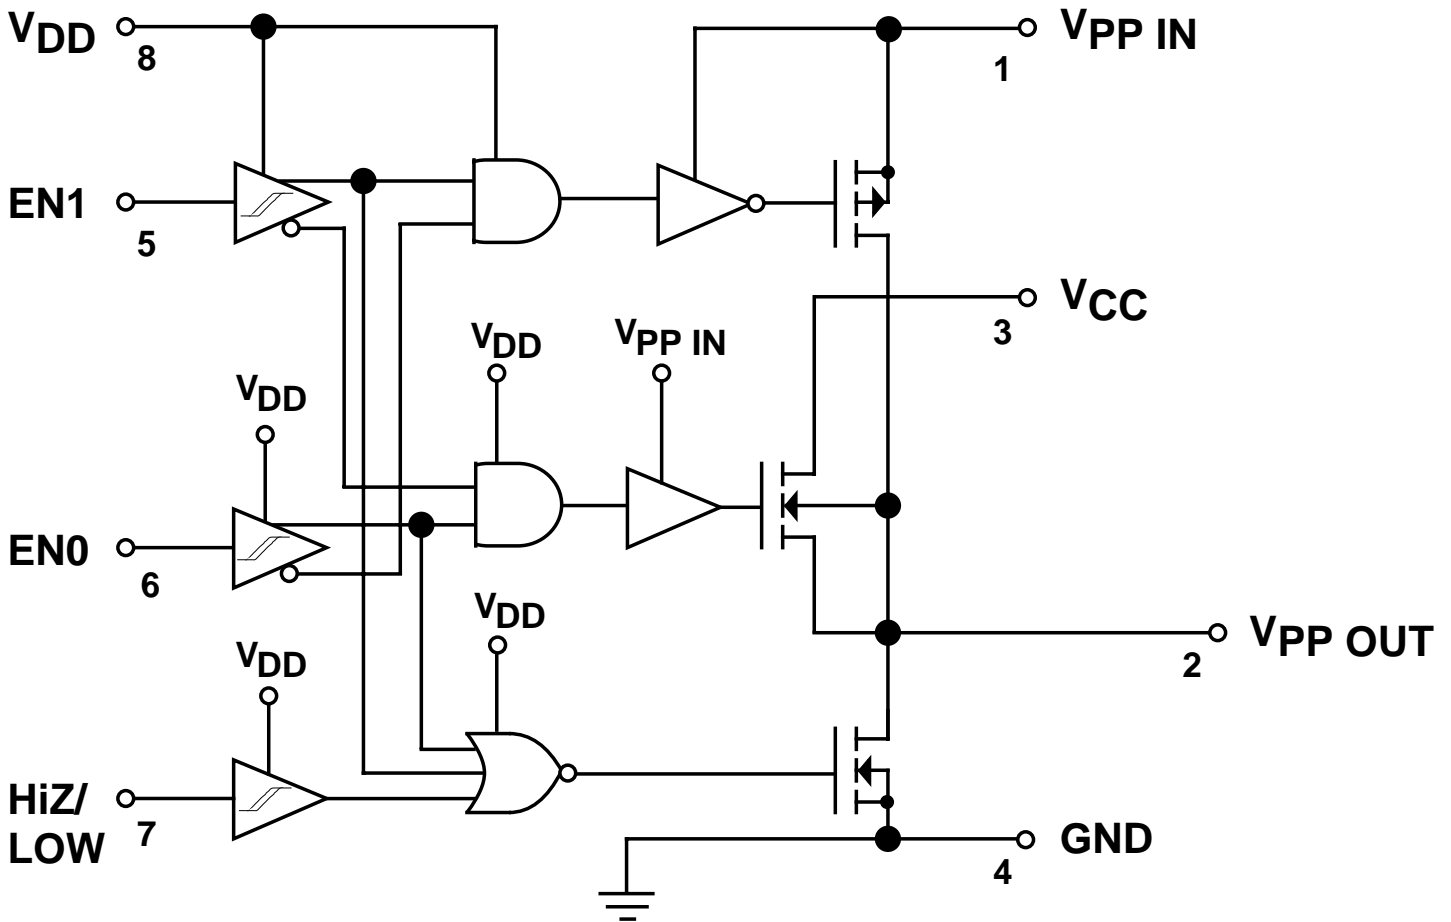 VDD
8
VPP IN
1
EN1
5
VCC
3
VDD
VPP IN
VDD
EN0
6
VDD
VPP OUT
2
VDD
HiZ/
LOW
7
GND
4